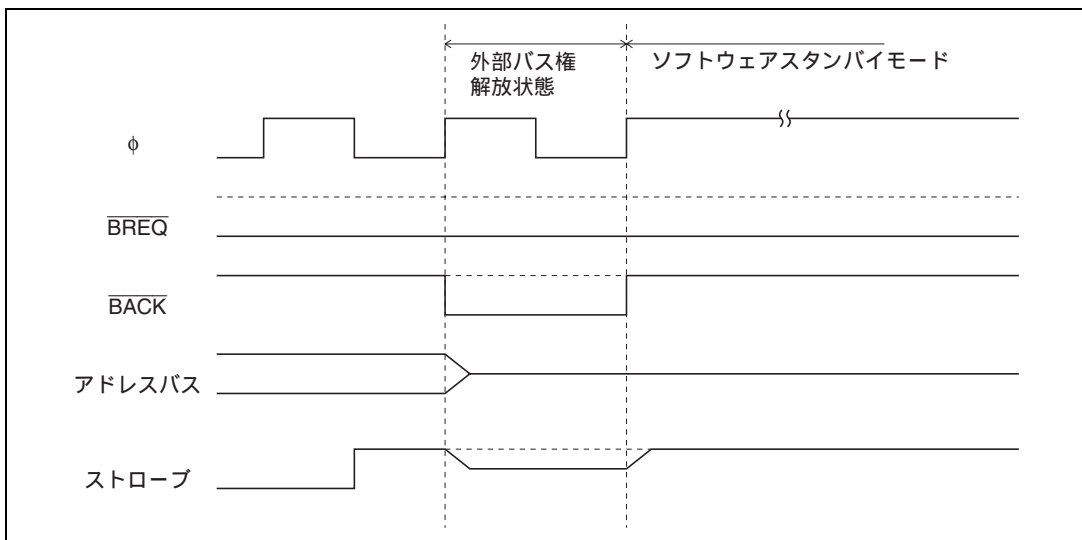 外部バス権
解放状態
ソフトウェアスタンバイモード
φ
BREQ
BACK
アドレスバス
ストローブ